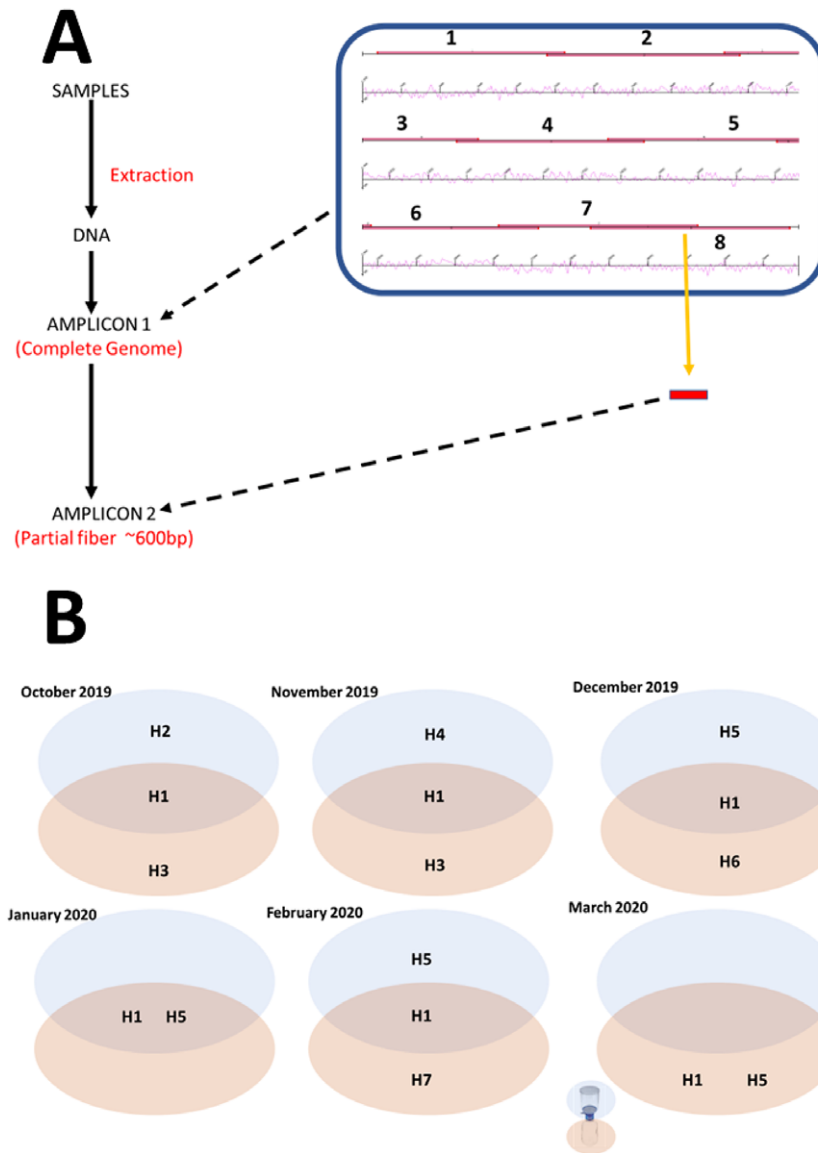 A
SAMPLES
Extraction
DNA
AMPLICON 1
(Complete Genome)
AMPLICON 2
(Partial fiber ~600bp)
1 2
3 4 5
6 7
8
B
October 2019
H2
H1
H3
November 2019
H4
H1
H3
December 2019
H5
H1
H6
January 2020
H1 H5
February 2020
H5
H1
H7
March 2020
H1 H5